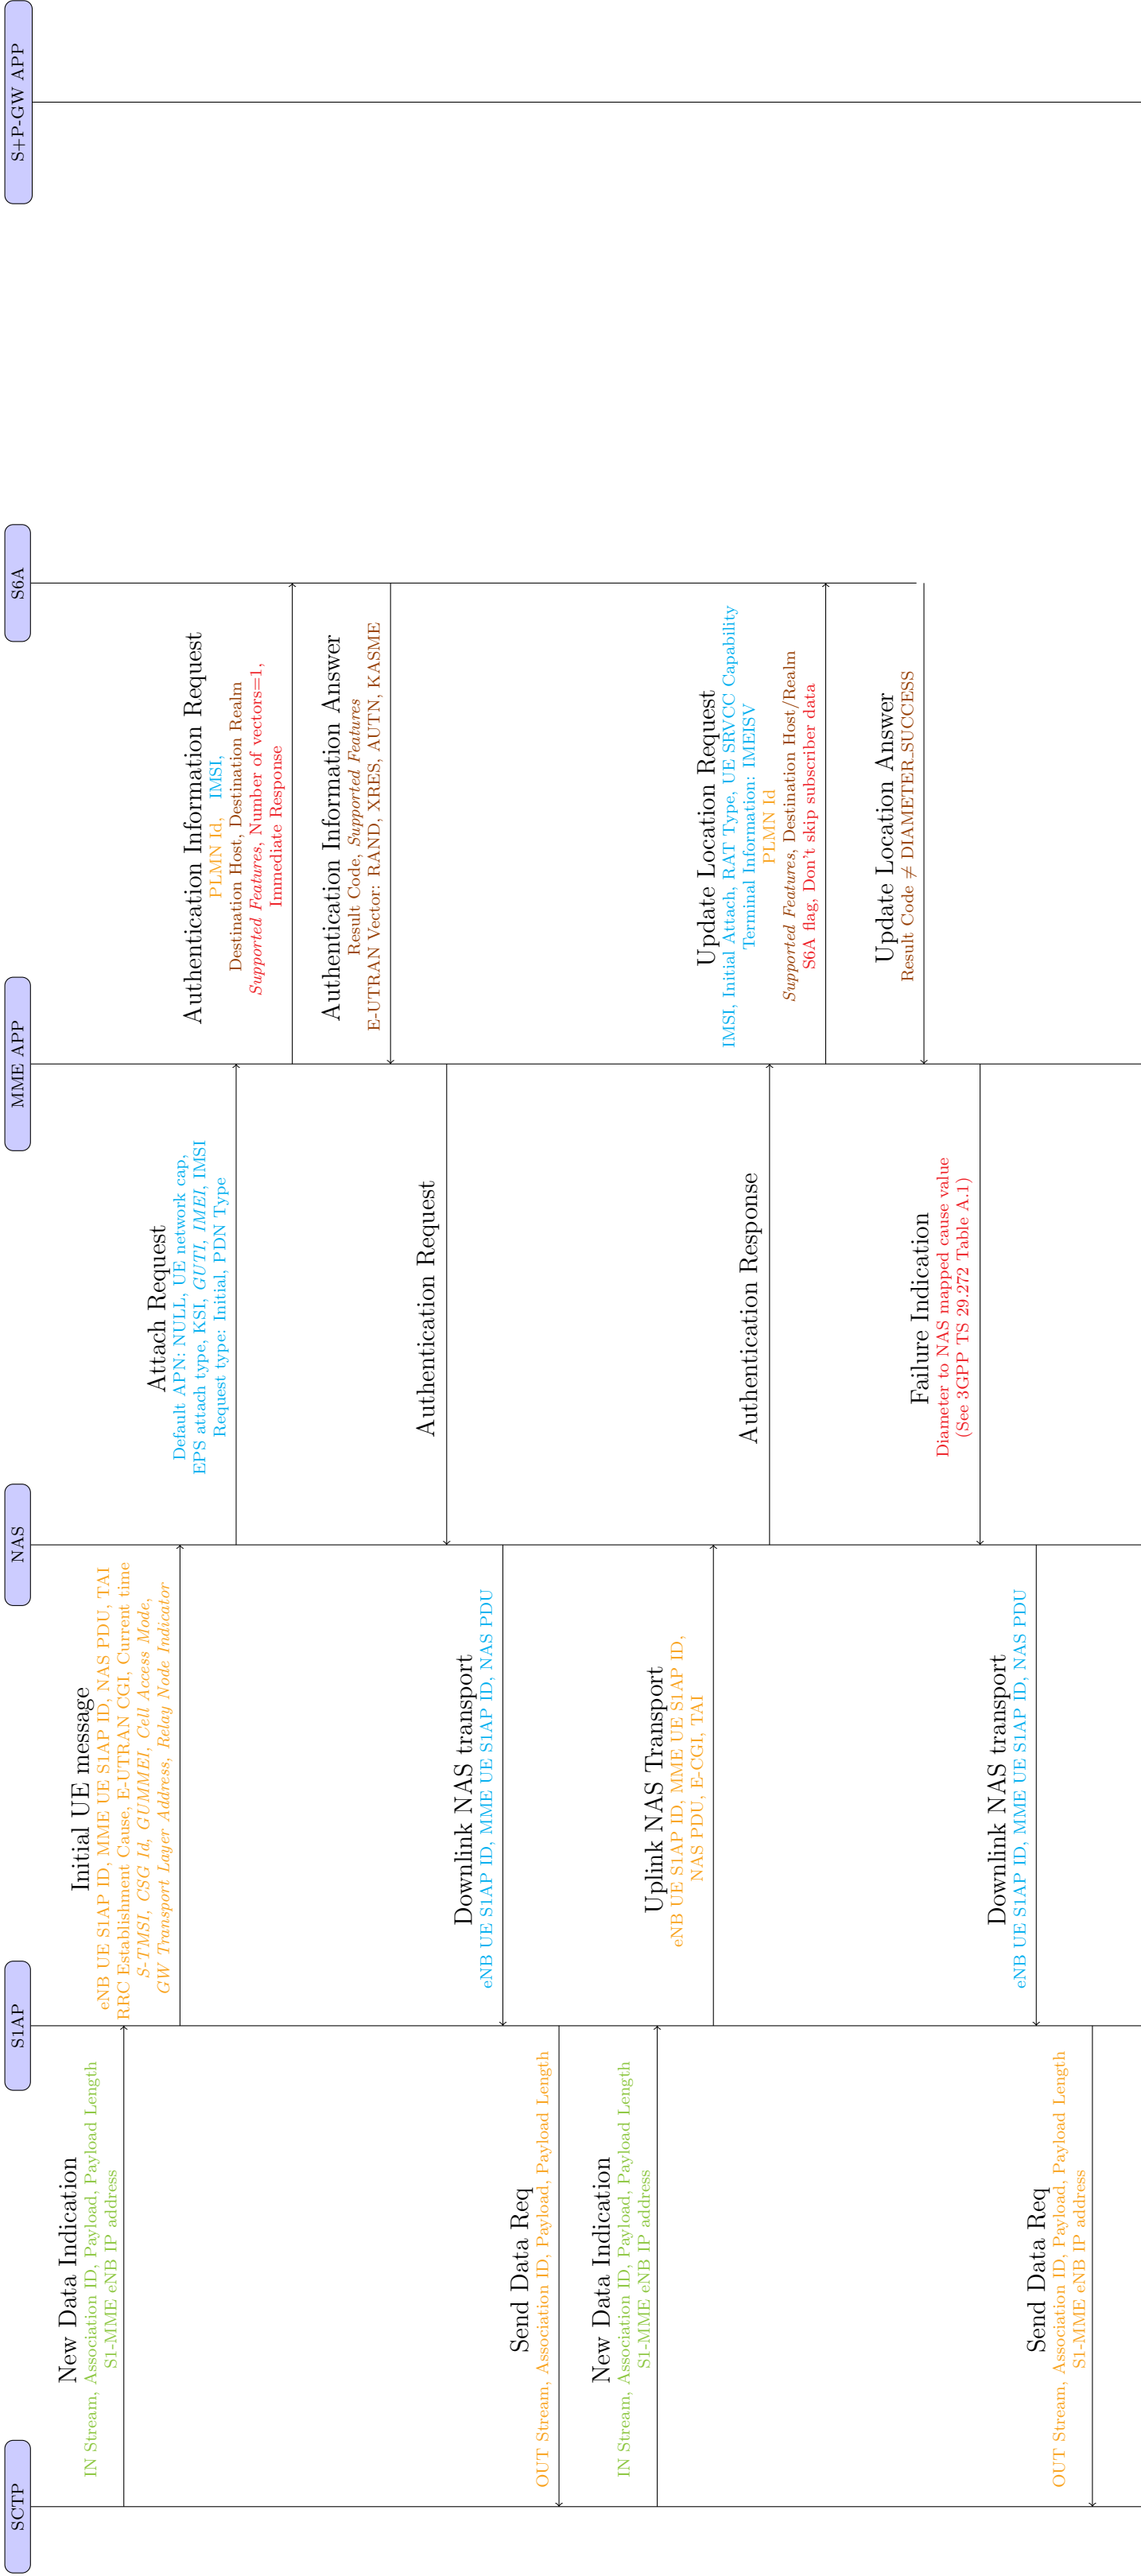 SCTP
S1AP
NAS
MME APP
S6A
S+P-GW APP
New Data Indication
IN Stream, Association ID, Payload, Payload Length
S1-MME eNB IP address
Initial UE message
eNB UE S1AP ID, MME UE S1AP ID, NAS PDU, TAI
RRC Establishment Cause, E-UTRAN CGI, Current time
S-TMSI, CSG Id, GUMMEI, Cell Access Mode,
GW Transport Layer Address, Relay Node Indicator
Attach Request
Default APN: NULL, UE network cap,
EPS attach type, KSI, GUTI, IMEI, IMSI
Request type: Initial, PDN Type
Authentication Information Request
PLMN Id, IMSI,
Destination Host, Destination Realm
Supported Features, Number of vectors=1,
Immediate Response
Authentication Information Answer
Result Code, Supported Features
E-UTRAN Vector: RAND, XRES, AUTN, KASME
Authentication Request
Downlink NAS transport
eNB UE S1AP ID, MME UE S1AP ID, NAS PDU
Send Data Req
OUT Stream, Association ID, Payload, Payload Length
New Data Indication
IN Stream, Association ID, Payload, Payload Length
S1-MME eNB IP address
Uplink NAS Transport
eNB UE S1AP ID, MME UE S1AP ID,
NAS PDU, E-CGI, TAI
Authentication Response
Update Location Request
IMSI, Initial Attach, RAT Type, UE SRVCC Capability
Terminal Information: IMEISV
PLMN Id
Supported Features, Destination Host/Realm
S6A flag, Don't skip subscriber data
Update Location Answer
Result Code ≠ DIAMETER_SUCCESS
Failure Indication
Diameter to NAS mapped cause value
(See 3GPP TS 29.272 Table A.1)
Downlink NAS transport
eNB UE S1AP ID, MME UE S1AP ID, NAS PDU
Send Data Req
OUT Stream, Association ID, Payload, Payload Length
S1-MME eNB IP address